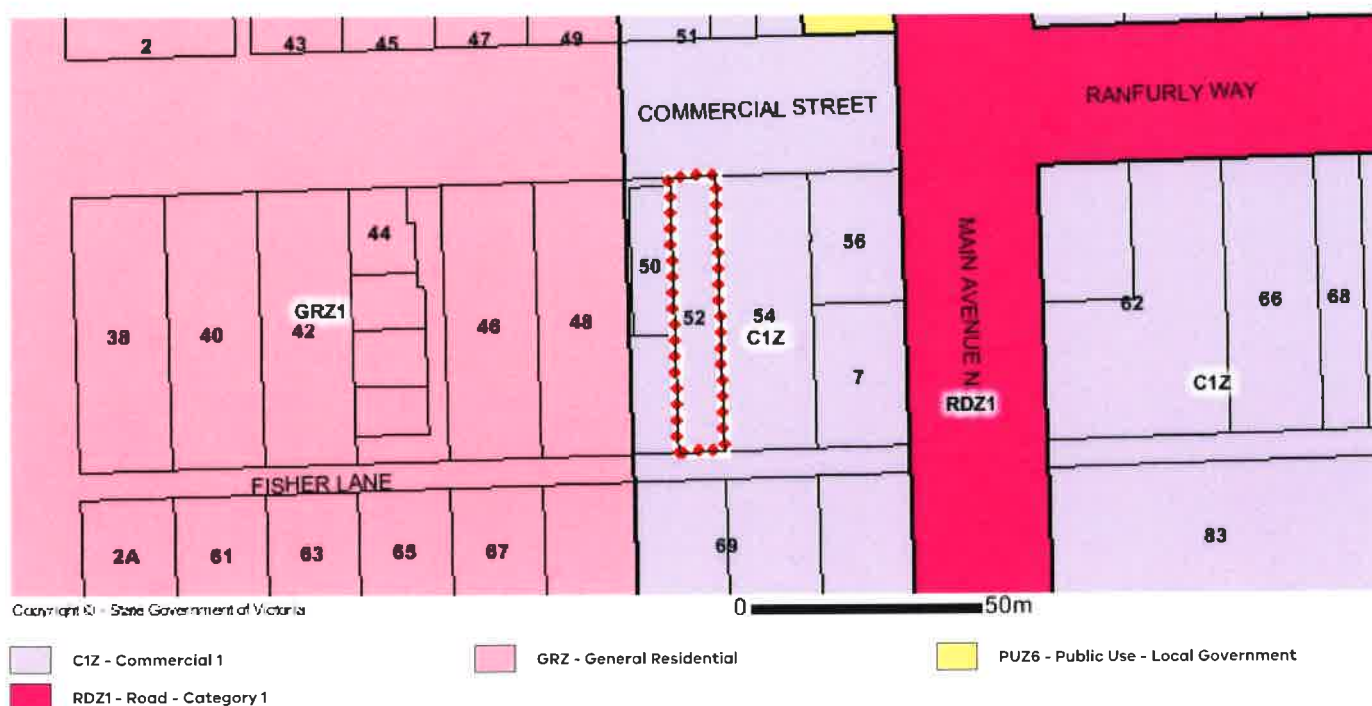 2
43
45
47
49
51
COMMERCIAL STREET
RANFURLY WAY
38
40
GRZ1
42
44
46
48
50
52
54
C1Z
56
7
MAIN AVENUE N
RDZ1
62
C1Z
66
68
FISHER LANE
2A
61
63
65
67
69
83
Copyright © - State Government of Victoria
0 50m
C1Z - Commercial 1
GRZ - General Residential
PUZ6 - Public Use - Local Government
RDZ1 - Road - Category 1